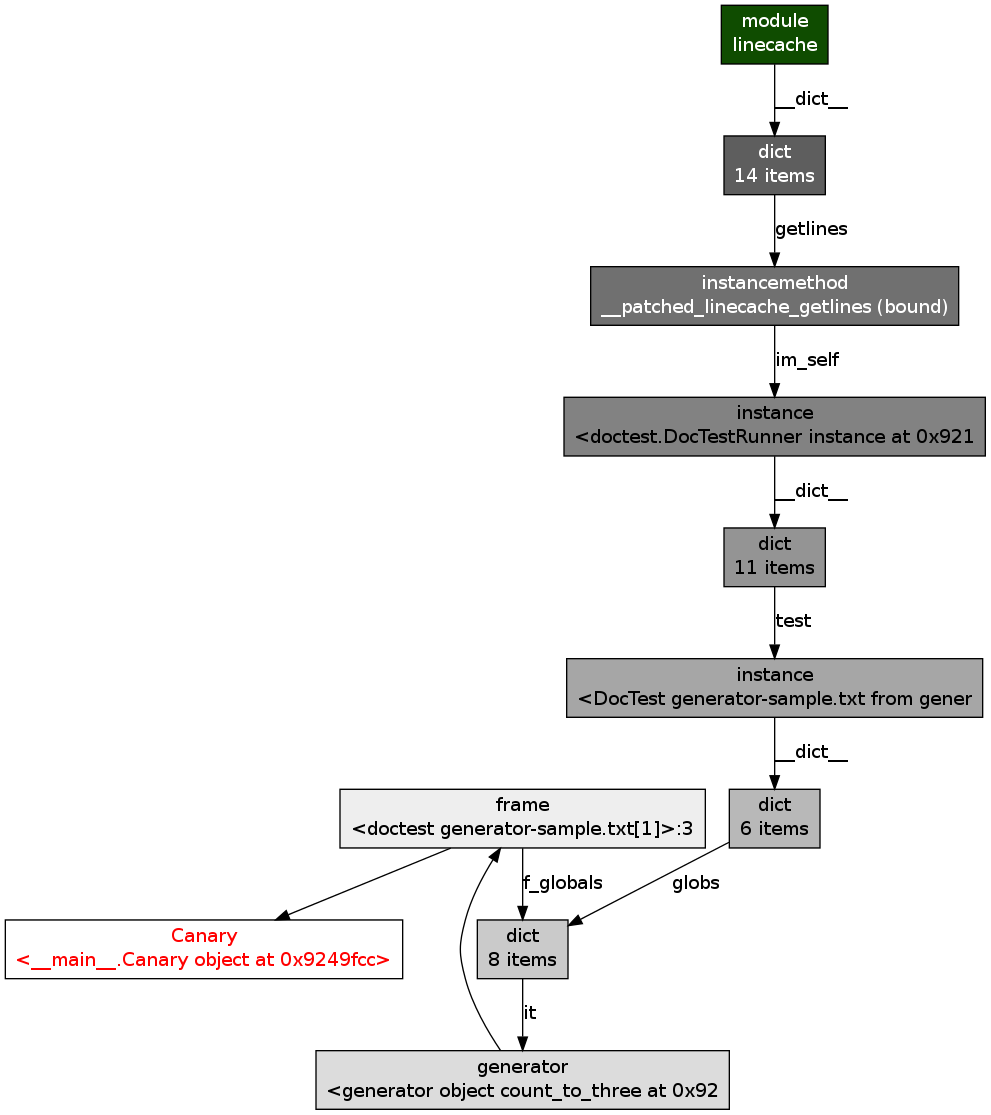 module
linecache
__dict__
dict
14 items
getlines
instancemethod
__patched_linecache_getlines (bound)
im_self
instance
<doctest.DocTestRunner instance at 0x921
__dict__
dict
11 items
test
instance
<DocTest generator-sample.txt from gener
__dict__
frame
<doctest generator-sample.txt[1]>:3
dict
6 items
f_globals
globs
Canary
<__main__.Canary object at 0x9249fcc>
dict
8 items
it
generator
<generator object count_to_three at 0x92